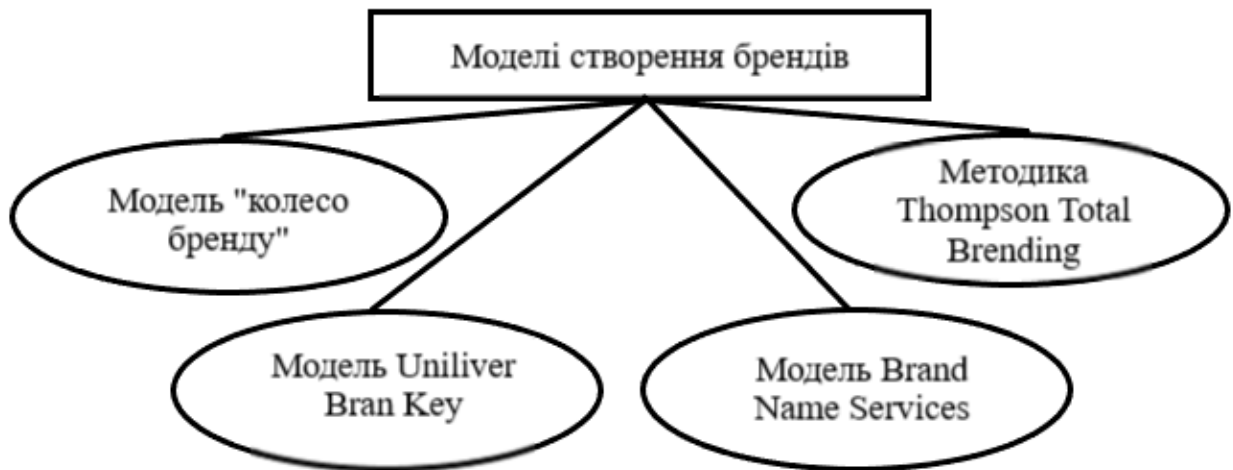 Моделі створення брендів
Модель "колесо
бренду"
Методика
Thompson Total
Brending
Модель Uniliver
Bran Key
Модель Brand
Name Services